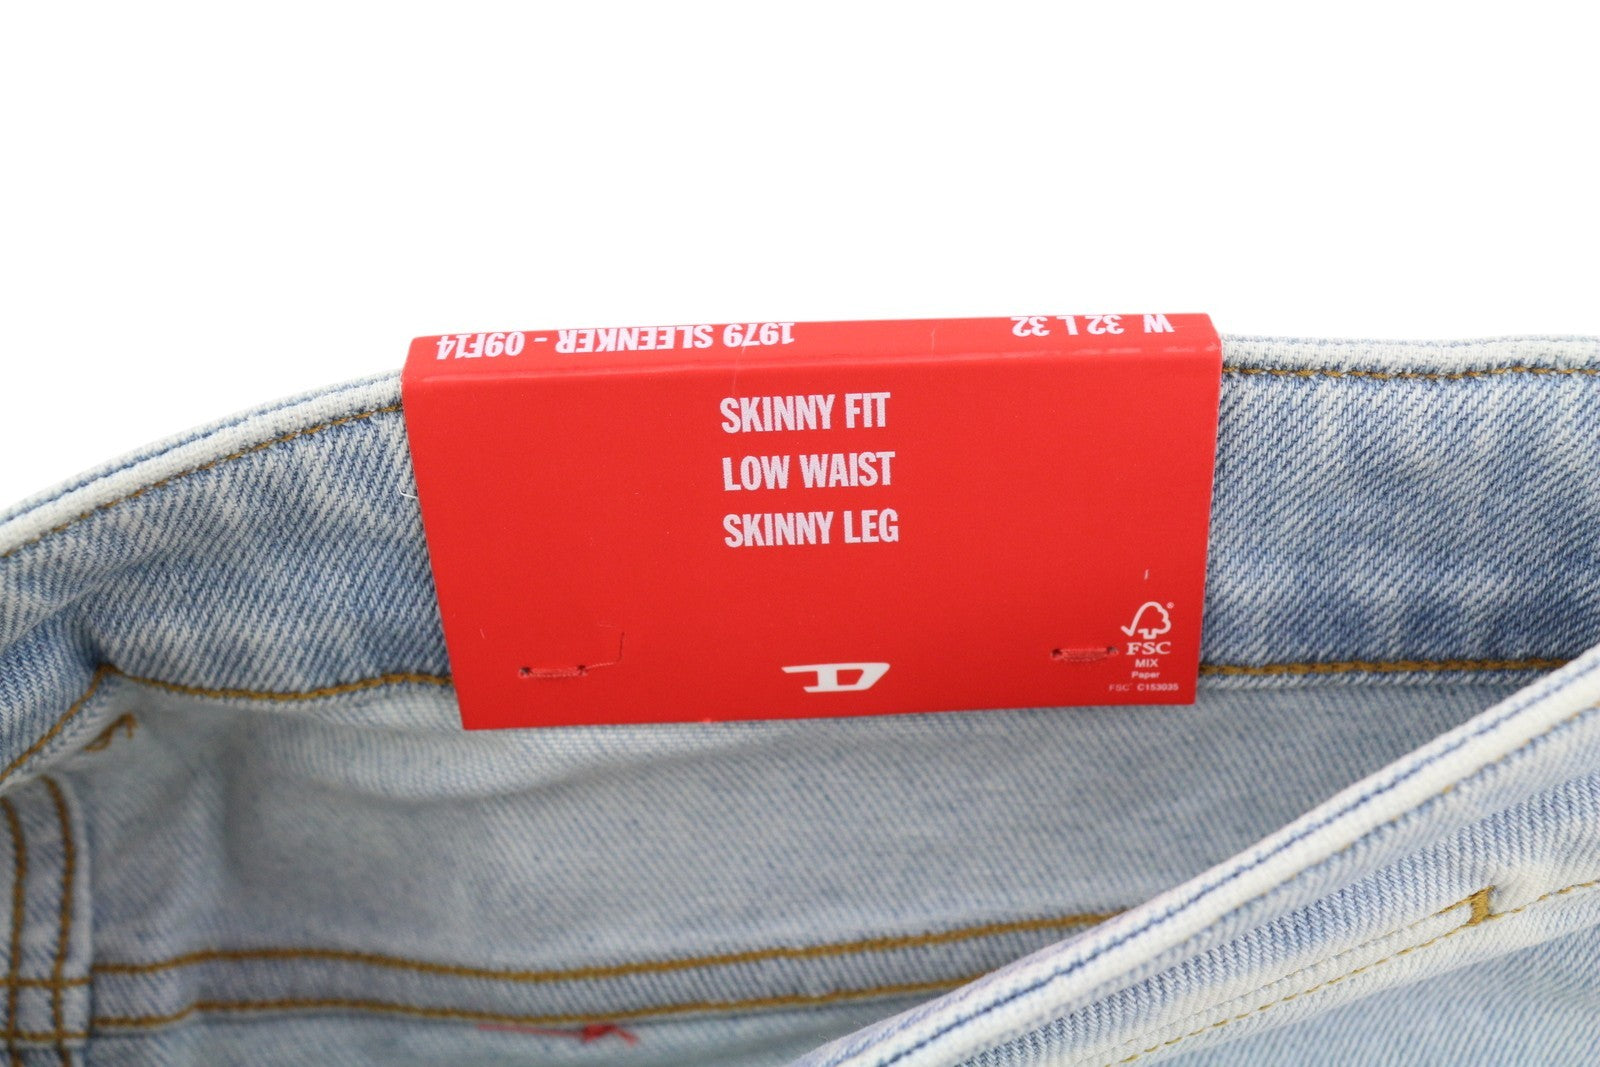 1979 SLEENKER - 09F14
W 32 L 32
SKINNY FIT
LOW WAIST
SKINNY LEG
D
FSC®
MIX
Paper
FSC® C153035